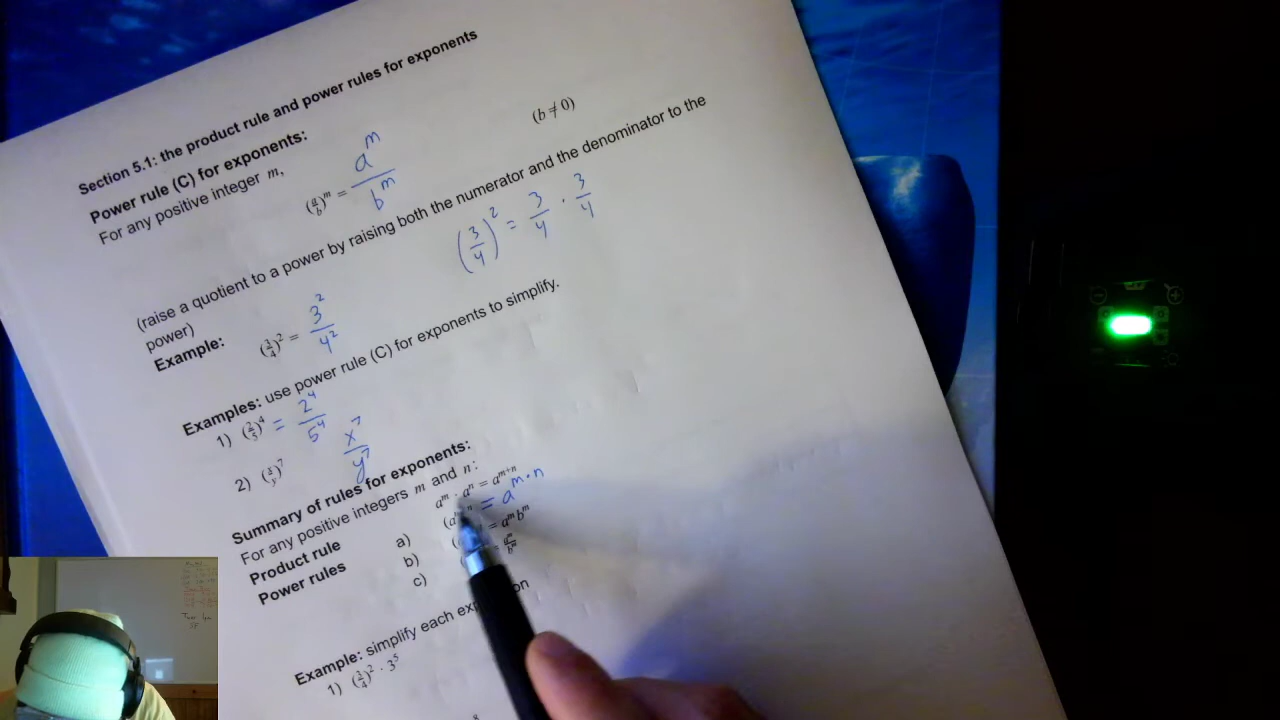 Section 5.1: the product rule and power rules for exponents
Power rule (C) for exponents:
For any positive integer m,
(a/b)^m = a^m/b^m (b ≠ 0)
(raise a quotient to a power by raising both the numerator and the denominator to the
power)
(3/4)^2 = 3/4 · 3/4
Example: (3/4)^2 = 3^2/4^2
Examples: use power rule (C) for exponents to simplify.
1) (2/5)^4 = 2^4/5^4
2) (x/y)^7 x^7/y^7
Summary of rules for exponents:
For any positive integers m and n:
Product rule a^m · a^n = a^{m+n}
Power rules a) = a^{m·n}
b) = a^m b^m
c) a^m/b^m
Example: simplify each
1) · 3^5